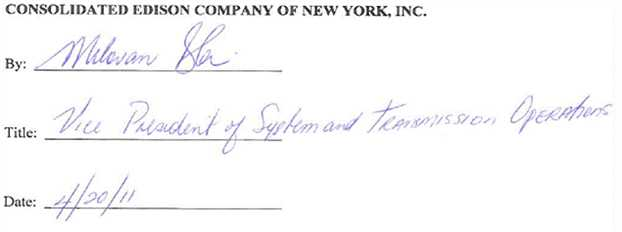 CONSOLIDATED EDISON COMPANY OF NEW YORK, INC.
By: Milovan
Title: Vice President of System and Transmission Operations
Date: 4/20/11